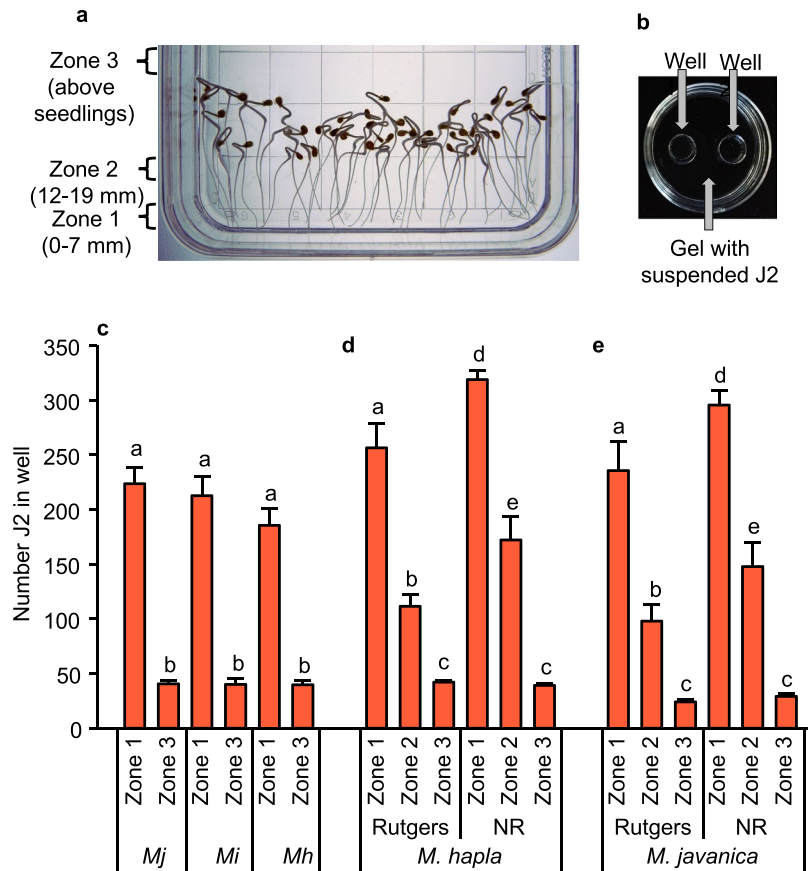 a
Zone 3
(above
seedlings)
Zone 2
(12-19 mm)
Zone 1
(0-7 mm)
b
Well Well
Gel with
suspended J2
c
d
e
Number J2 in well
350
300
250
200
150
100
50
0
a
b
a
b
a
b
a
b
c
d
e
c
a
b
c
d
e
c
Zone 1
Zone 3
Zone 1
Zone 3
Zone 1
Zone 3
Zone 1
Zone 2
Zone 3
Zone 1
Zone 2
Zone 3
Zone 1
Zone 2
Zone 3
Zone 1
Zone 2
Zone 3
Rutgers NR Rutgers NR
Mj Mi Mh M. hapla M. javanica